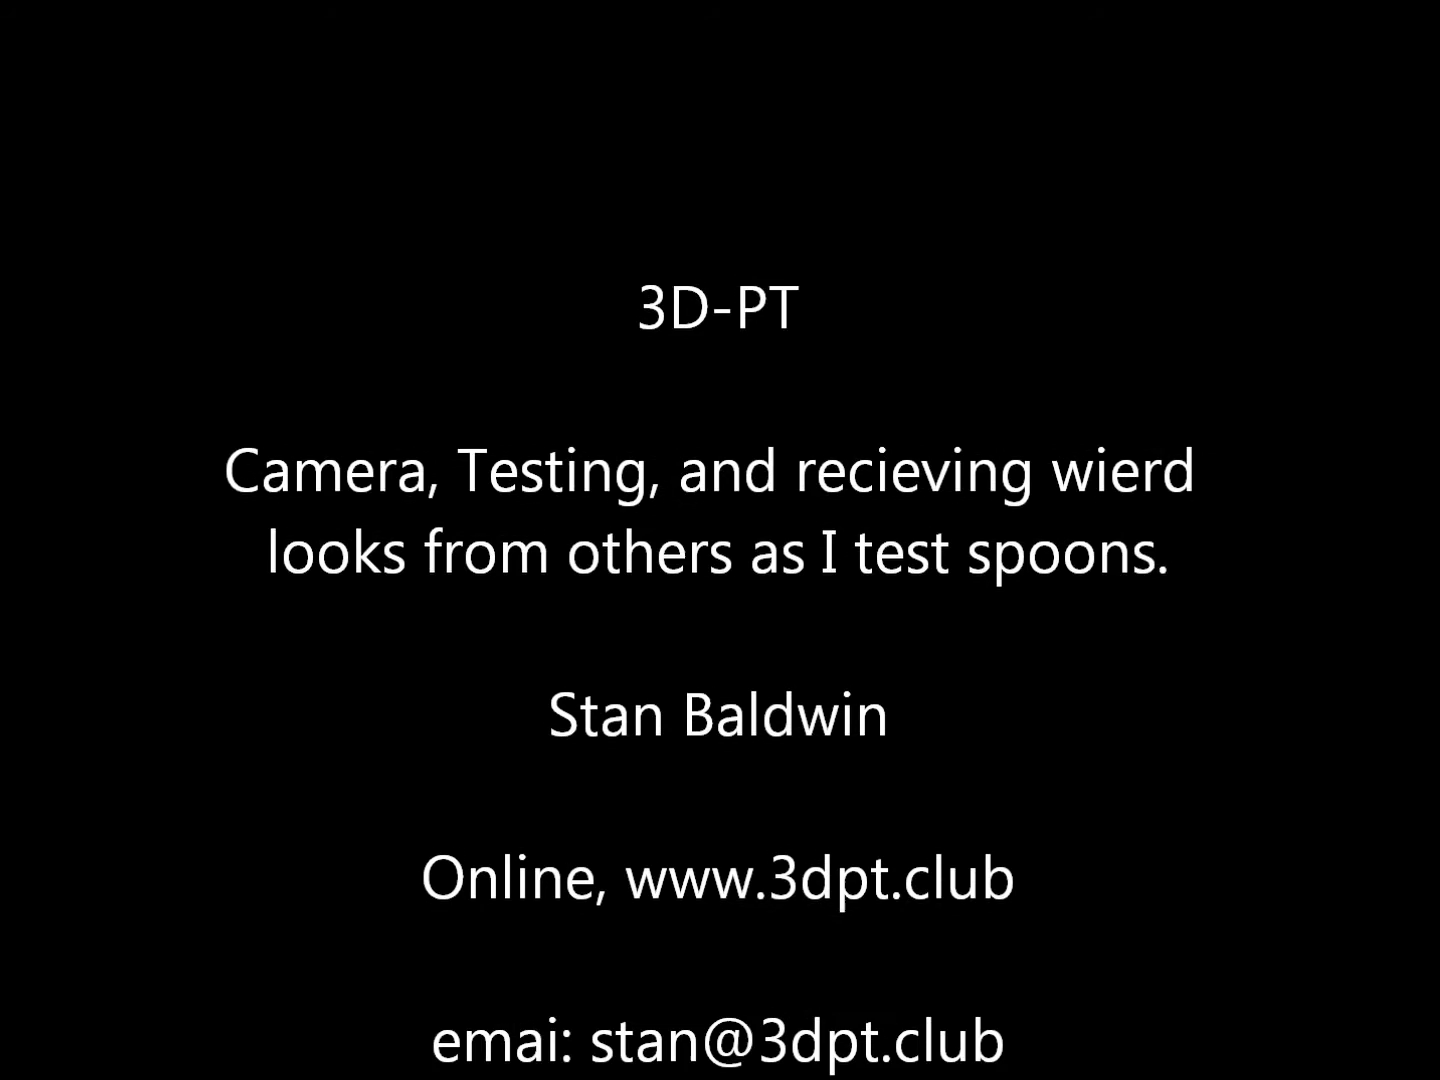 3D-PT
Camera, Testing, and recieving wierd
looks from others as I test spoons.
Stan Baldwin
Online, www.3dpt.club
emai: stan@3dpt.club